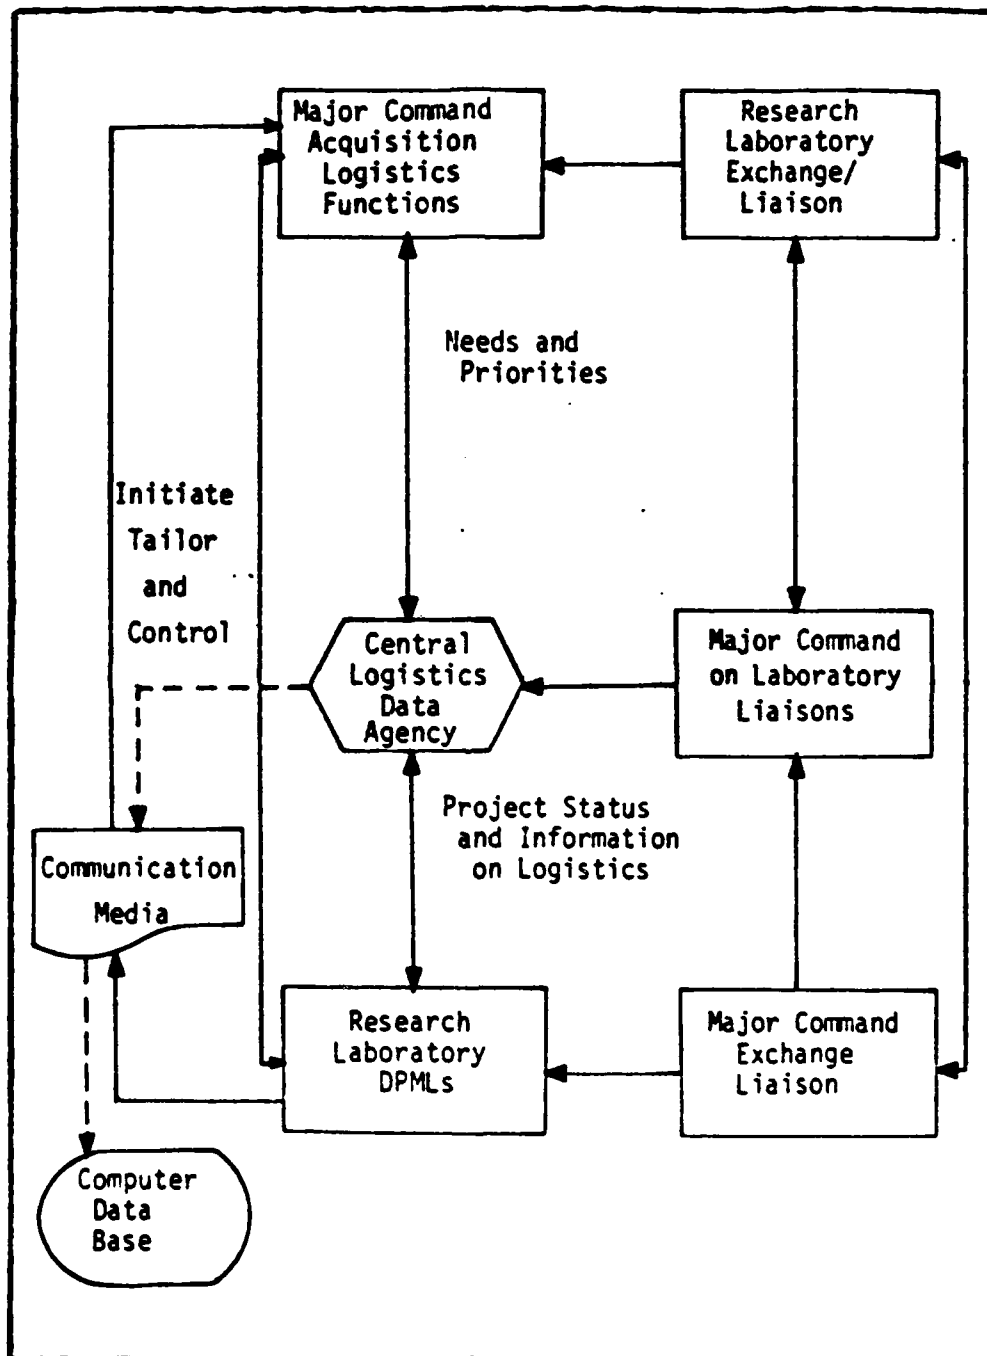 Major Command
Acquisition
Logistics
Functions
Research
Laboratory
Exchange/
Liaison
Needs and
Priorities
Initiate
Tailor
and
Control
Central
Logistics
Data
Agency
Major Command
on Laboratory
Liaisons
Project Status
and Information
on Logistics
Communication
Media
Research
Laboratory
DPMLs
Major Command
Exchange
Liaison
Computer
Data
Base